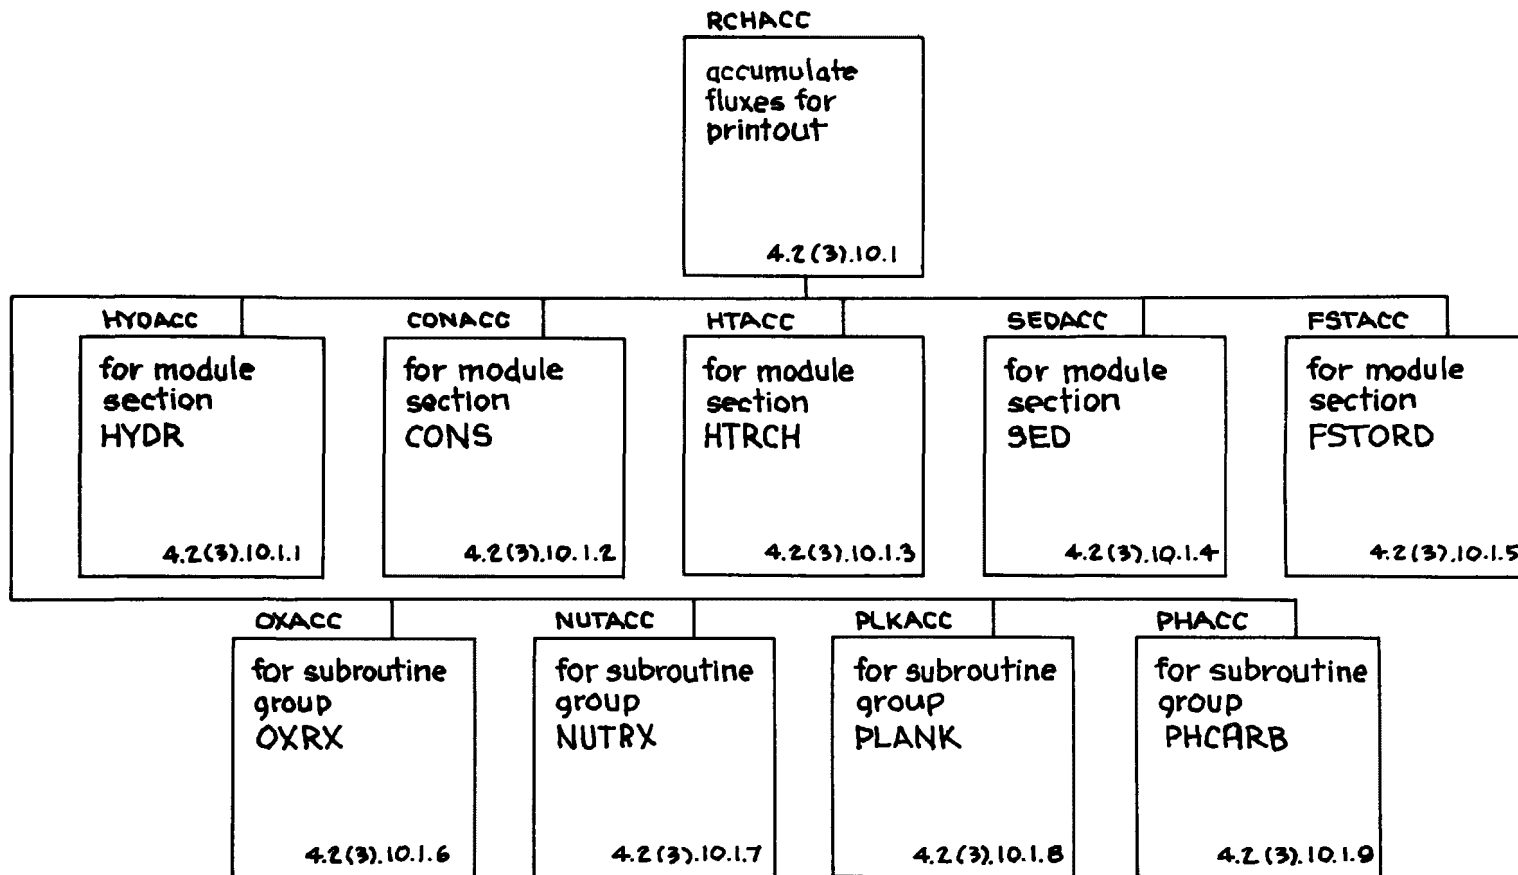 RCHACC
accumulate
fluxes for
printout
4.2(3).10.1
HYDACC
for module
section
HYDR
4.2(3).10.1.1
CONACC
for module
section
CONS
4.2(3).10.1.2
HTACC
for module
section
HTRCH
4.2(3).10.1.3
SEDACC
for module
section
SED
4.2(3).10.1.4
FSTACC
for module
section
FSTORD
4.2(3).10.1.5
OXACC
for subroutine
group
OXRX
4.2(3).10.1.6
NUTACC
for subroutine
group
NUTRX
4.2(3).10.1.7
PLKACC
for subroutine
group
PLANK
4.2(3).10.1.8
PHACC
for subroutine
group
PHCARB
4.2(3).10.1.9